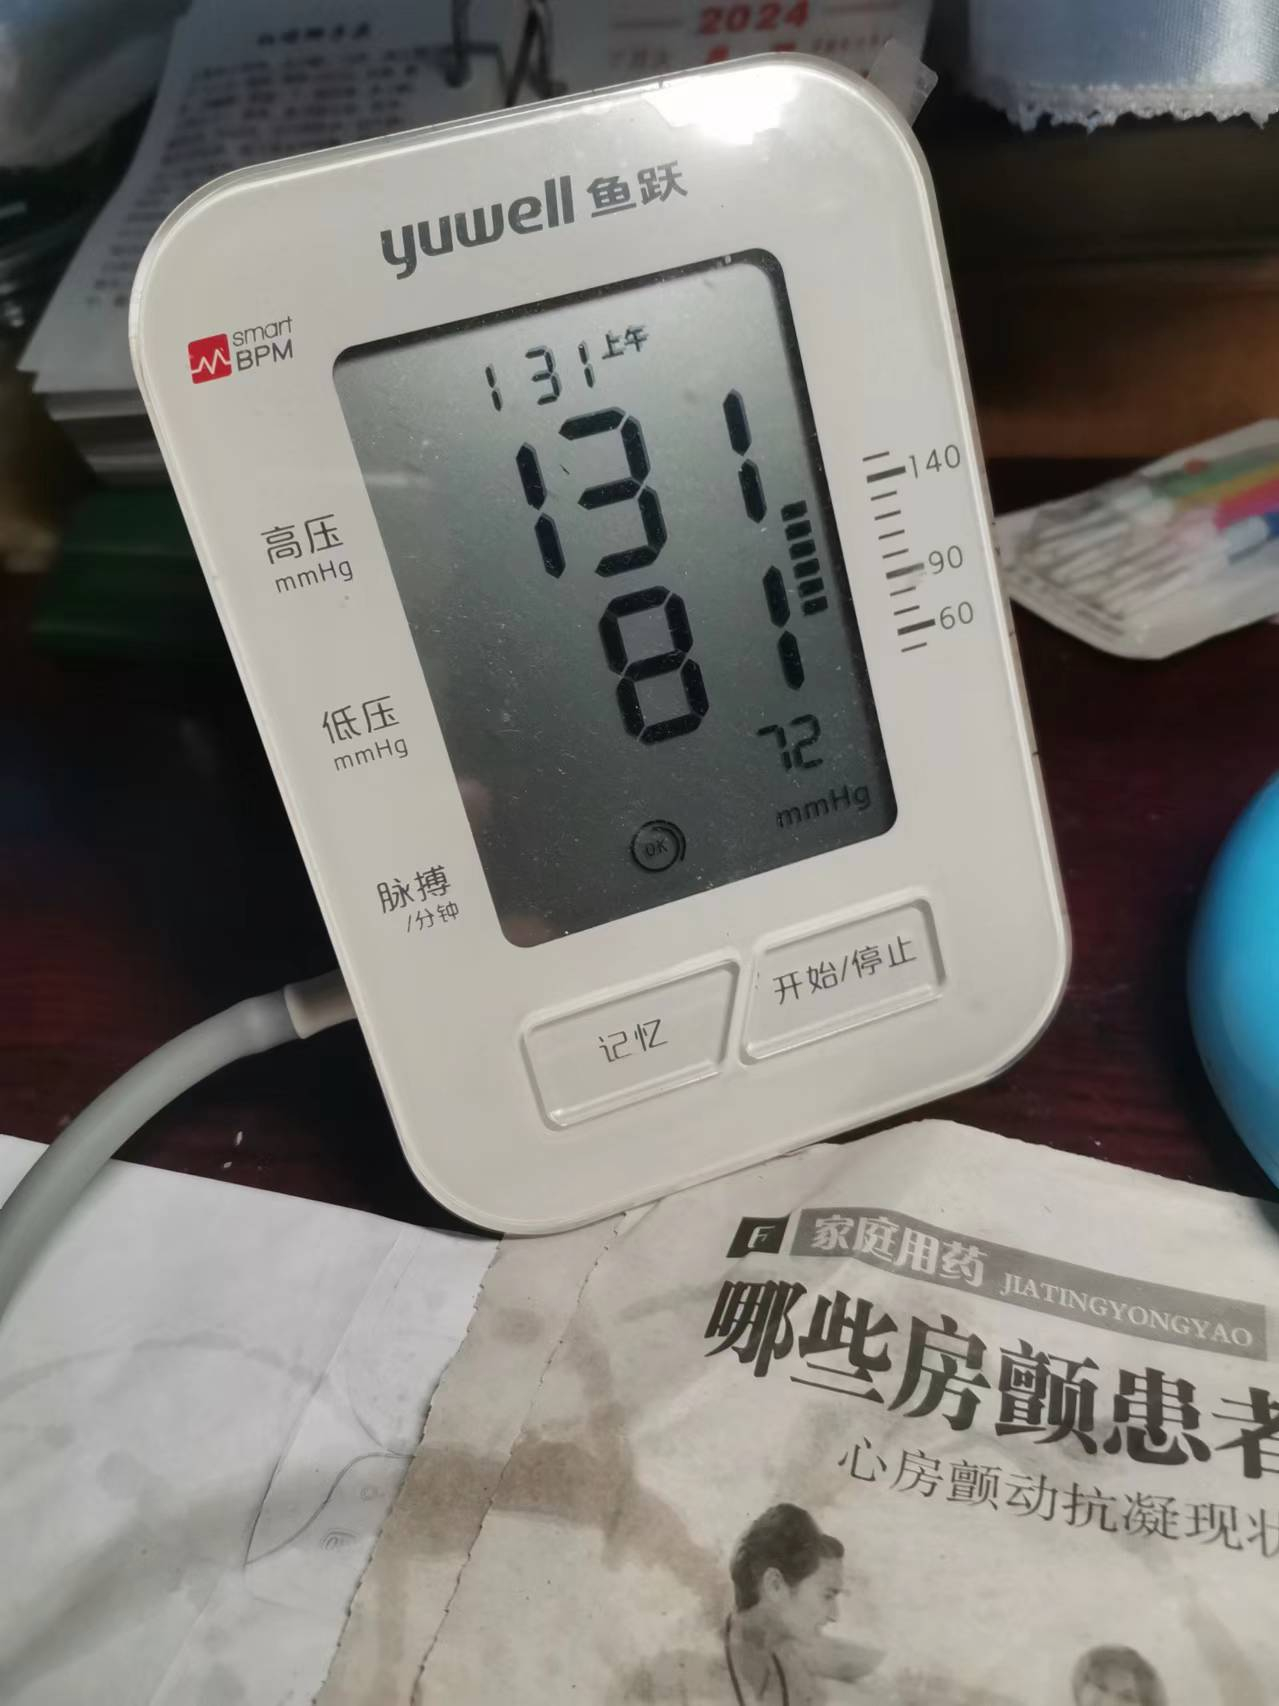 2024
yuwell 鱼跃
smart
BPM
1 31 上午
高压
mmHg
131
140
90
60
低压
mmHg
81
脉搏
/分钟
72
mmHg
OK
记忆
开始/停止
F 家庭用药 JIATINGYONGYAO
哪些房颤患者
心房颤动抗凝现状